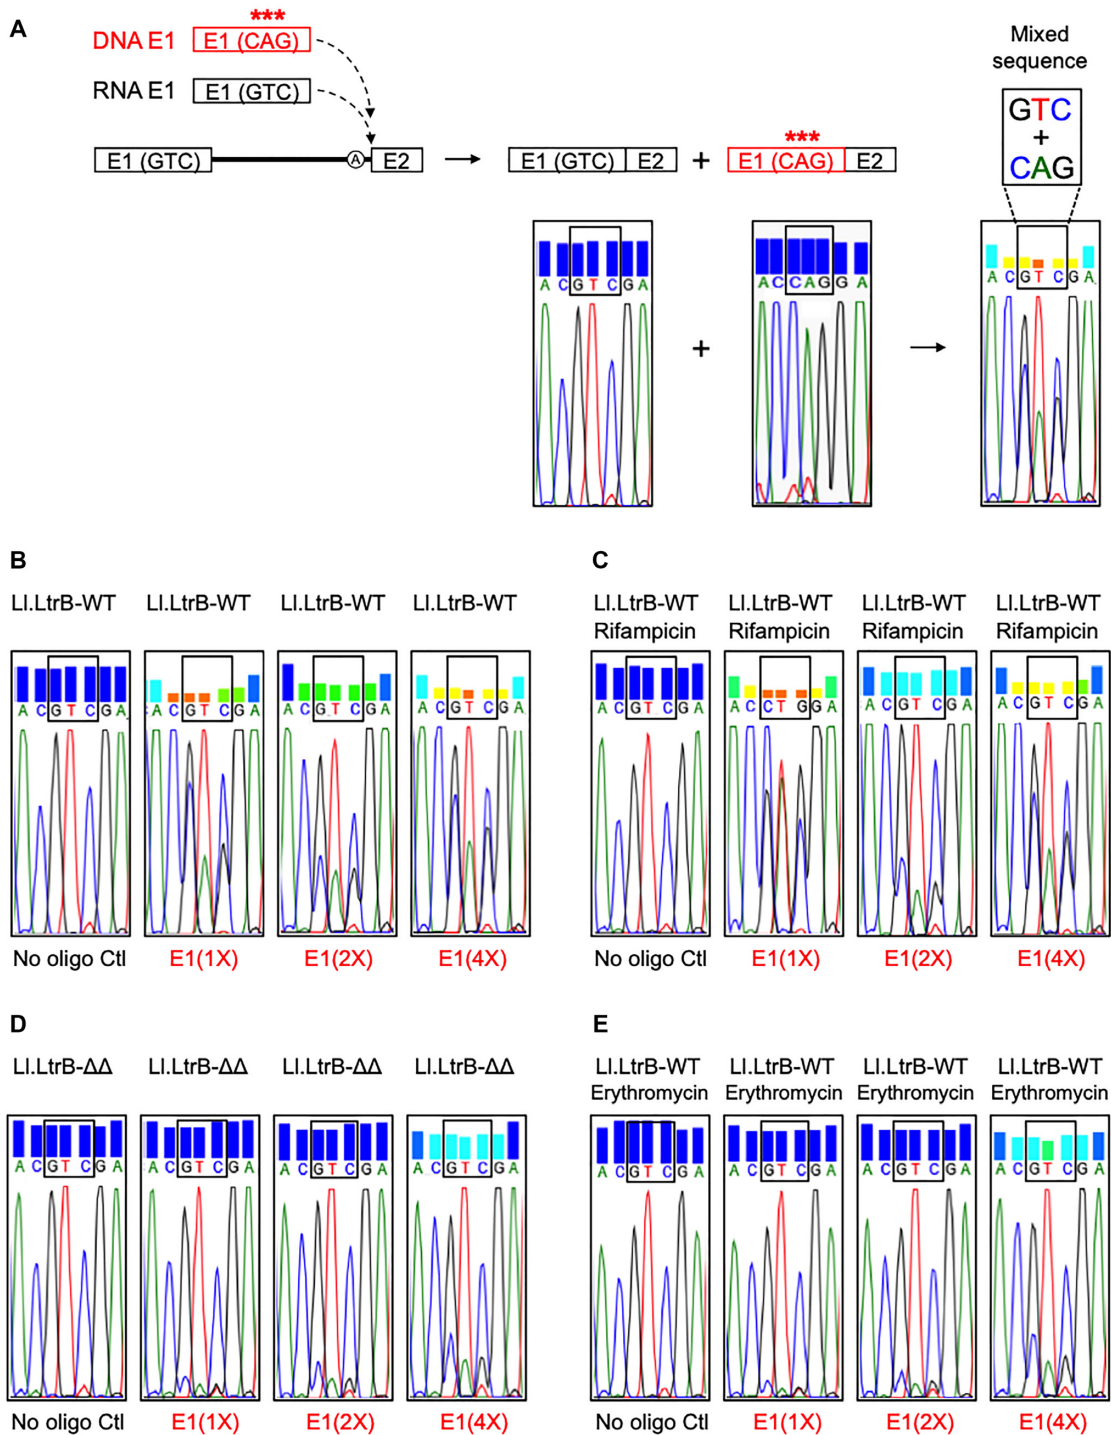 A
***
DNA E1 E1 (CAG)
RNA E1 E1 (GTC)
E1 (GTC) A E2
E1 (GTC) E2 + E1 (CAG) E2
***
Mixed
sequence
GTC
+
CAG
A C G T C G A
+
A C C A G G A
A C G T C G A
B
Ll.LtrB-WT Ll.LtrB-WT Ll.LtrB-WT Ll.LtrB-WT
A C G T C G A
A C G T C G A
A C G T C G A
A C G T C G A
No oligo Ctl E1(1X) E1(2X) E1(4X)
C
Ll.LtrB-WT Ll.LtrB-WT Ll.LtrB-WT Ll.LtrB-WT
Rifampicin Rifampicin Rifampicin Rifampicin
A C G T C G A
A C C T G G A
A C G T C G A
A C G T C G A
No oligo Ctl E1(1X) E1(2X) E1(4X)
D
Ll.LtrB-ΔΔ Ll.LtrB-ΔΔ Ll.LtrB-ΔΔ Ll.LtrB-ΔΔ
A C G T C G A
A C G T C G A
A C G T C G A
A C G T C G A
No oligo Ctl E1(1X) E1(2X) E1(4X)
E
Ll.LtrB-WT Ll.LtrB-WT Ll.LtrB-WT Ll.LtrB-WT
Erythromycin Erythromycin Erythromycin Erythromycin
A C G T C G A
A C G T C G A
A C G T C G A
A C G T C G A
No oligo Ctl E1(1X) E1(2X) E1(4X)